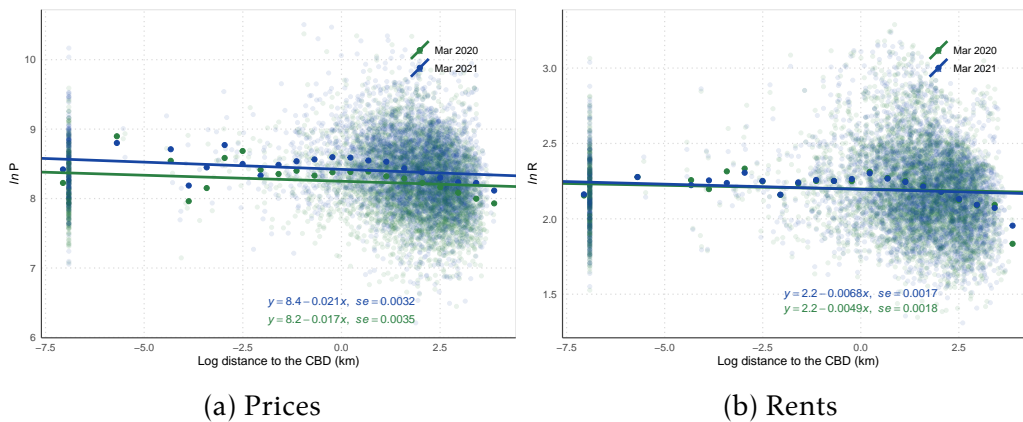 10
9
8
7
6
ln P
Mar 2020
Mar 2021
y = 8.4 − 0.021x, se = 0.0032
y = 8.2 − 0.017x, se = 0.0035
−7.5 −5.0 −2.5 0.0 2.5
Log distance to the CBD (km)
(a) Prices
3.0
2.5
2.0
1.5
ln R
Mar 2020
Mar 2021
y = 2.2 − 0.0068x, se = 0.0017
y = 2.2 − 0.0049x, se = 0.0018
−7.5 −5.0 −2.5 0.0 2.5
Log distance to the CBD (km)
(b) Rents